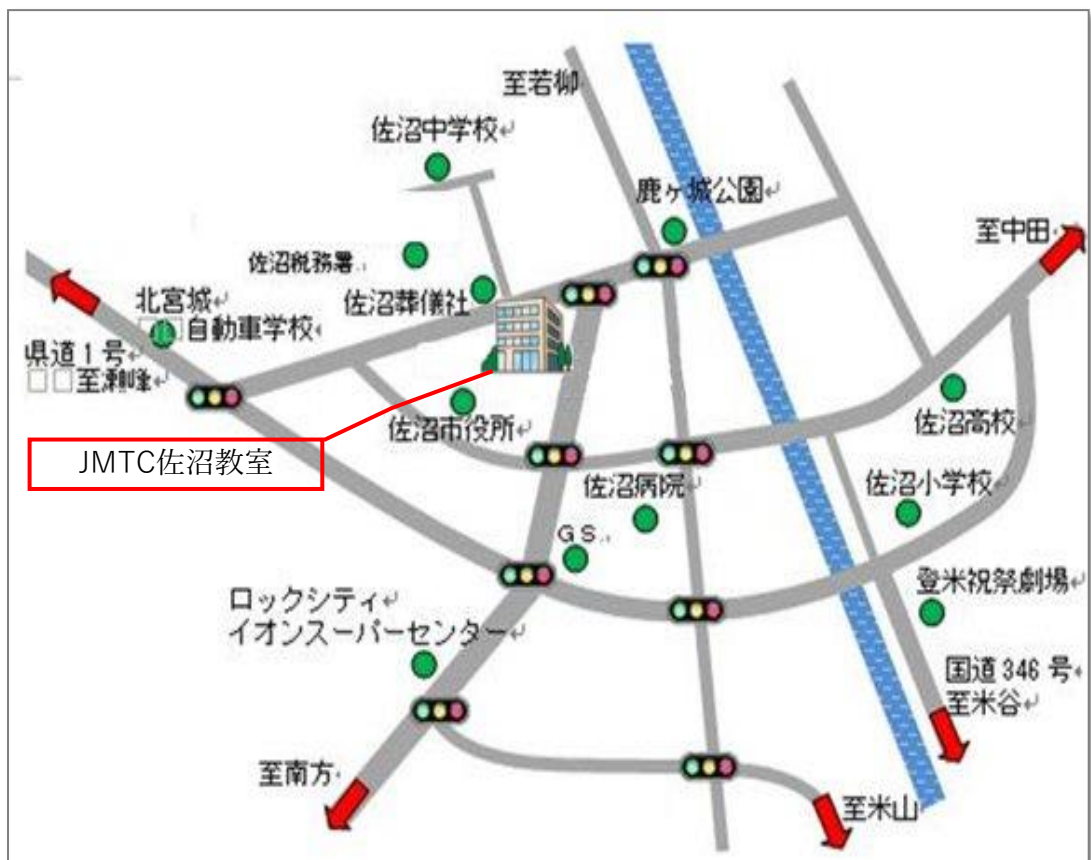 至若柳
佐沼中学校
鹿ヶ城公園
至中田
佐沼税務署
北宮城
佐沼葬儀社
自動車学校
県道1号
至瀬峰
佐沼市役所
佐沼高校
JMTC佐沼教室
佐沼病院
佐沼小学校
GS
ロックシティ
イオンスーパーセンター
登米祝祭劇場
国道346号
至米谷
至南方
至米山